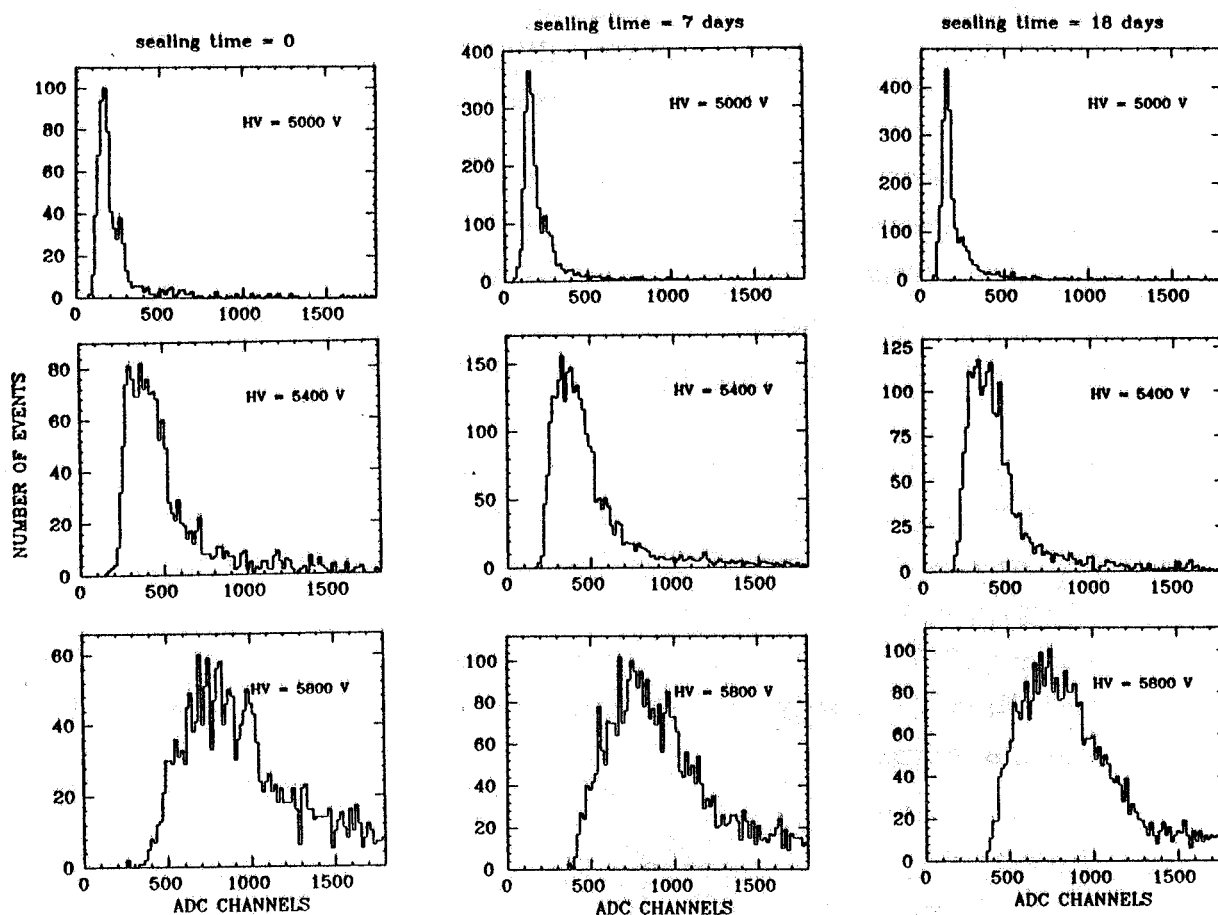 sealing time = 0
sealing time = 7 days
sealing time = 18 days
HV = 5000 V
100
80
60
40
20
0
0 500 1000 1500
HV = 5000 V
400
300
200
100
0
0 500 1000 1500
HV = 5000 V
400
300
200
100
0
0 500 1000 1500
NUMBER OF EVENTS
HV = 5400 V
80
60
40
20
0
0 500 1000 1500
HV = 5400 V
150
100
50
0
0 500 1000 1500
HV = 5400 V
125
100
75
50
25
0
0 500 1000 1500
HV = 5800 V
60
40
20
0
0 500 1000 1500
ADC CHANNELS
HV = 5800 V
100
80
60
40
20
0
0 500 1000 1500
ADC CHANNELS
HV = 5800 V
100
80
60
40
20
0
0 500 1000 1500
ADC CHANNELS